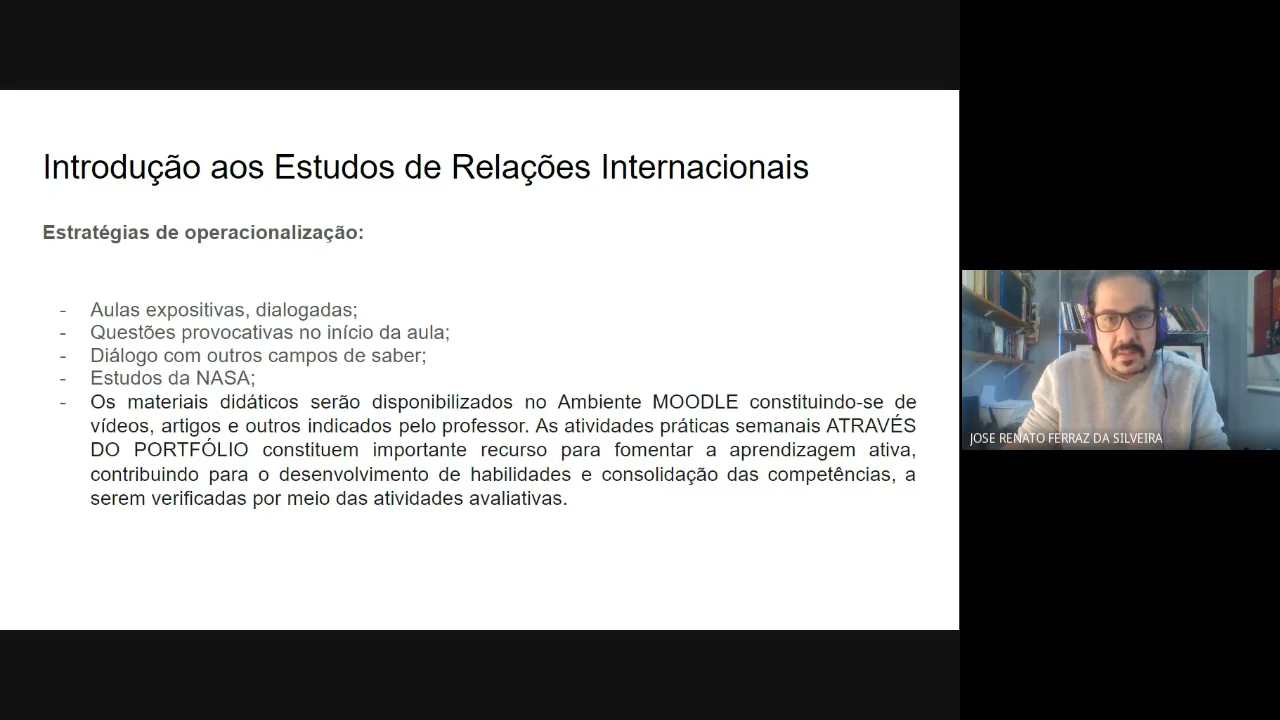 Introdução aos Estudos de Relações Internacionais
Estratégias de operacionalização:
- Aulas expositivas, dialogadas;
- Questões provocativas no início da aula;
- Diálogo com outros campos de saber;
- Estudos da NASA;
- Os materiais didáticos serão disponibilizados no Ambiente MOODLE constituindo-se de
vídeos, artigos e outros indicados pelo professor. As atividades práticas semanais ATRAVÉS
DO PORTFÓLIO constituem importante recurso para fomentar a aprendizagem ativa,
contribuindo para o desenvolvimento de habilidades e consolidação das competências, a
serem verificadas por meio das atividades avaliativas.
JOSE RENATO FERRAZ DA SILVEIRA